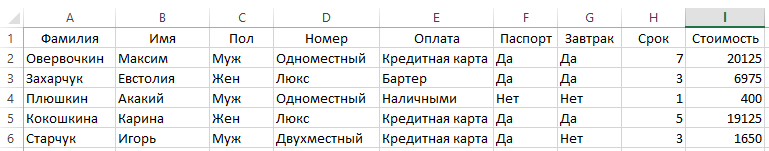 A B C D E F G H I
1 Фамилия Имя Пол Номер Оплата Паспорт Завтрак Срок Стоимость
2 Овервочкин Максим Муж Одноместный Кредитная карта Да Да 7 20125
3 Захарчук Евстолия Жен Люкс Бартер Да Да 3 6975
4 Плюшкин Акакий Муж Одноместный Наличными Нет Нет 1 400
5 Кокошкина Карина Жен Люкс Кредитная карта Да Да 5 19125
6 Старчук Игорь Муж Двухместный Кредитная карта Да Нет 3 1650